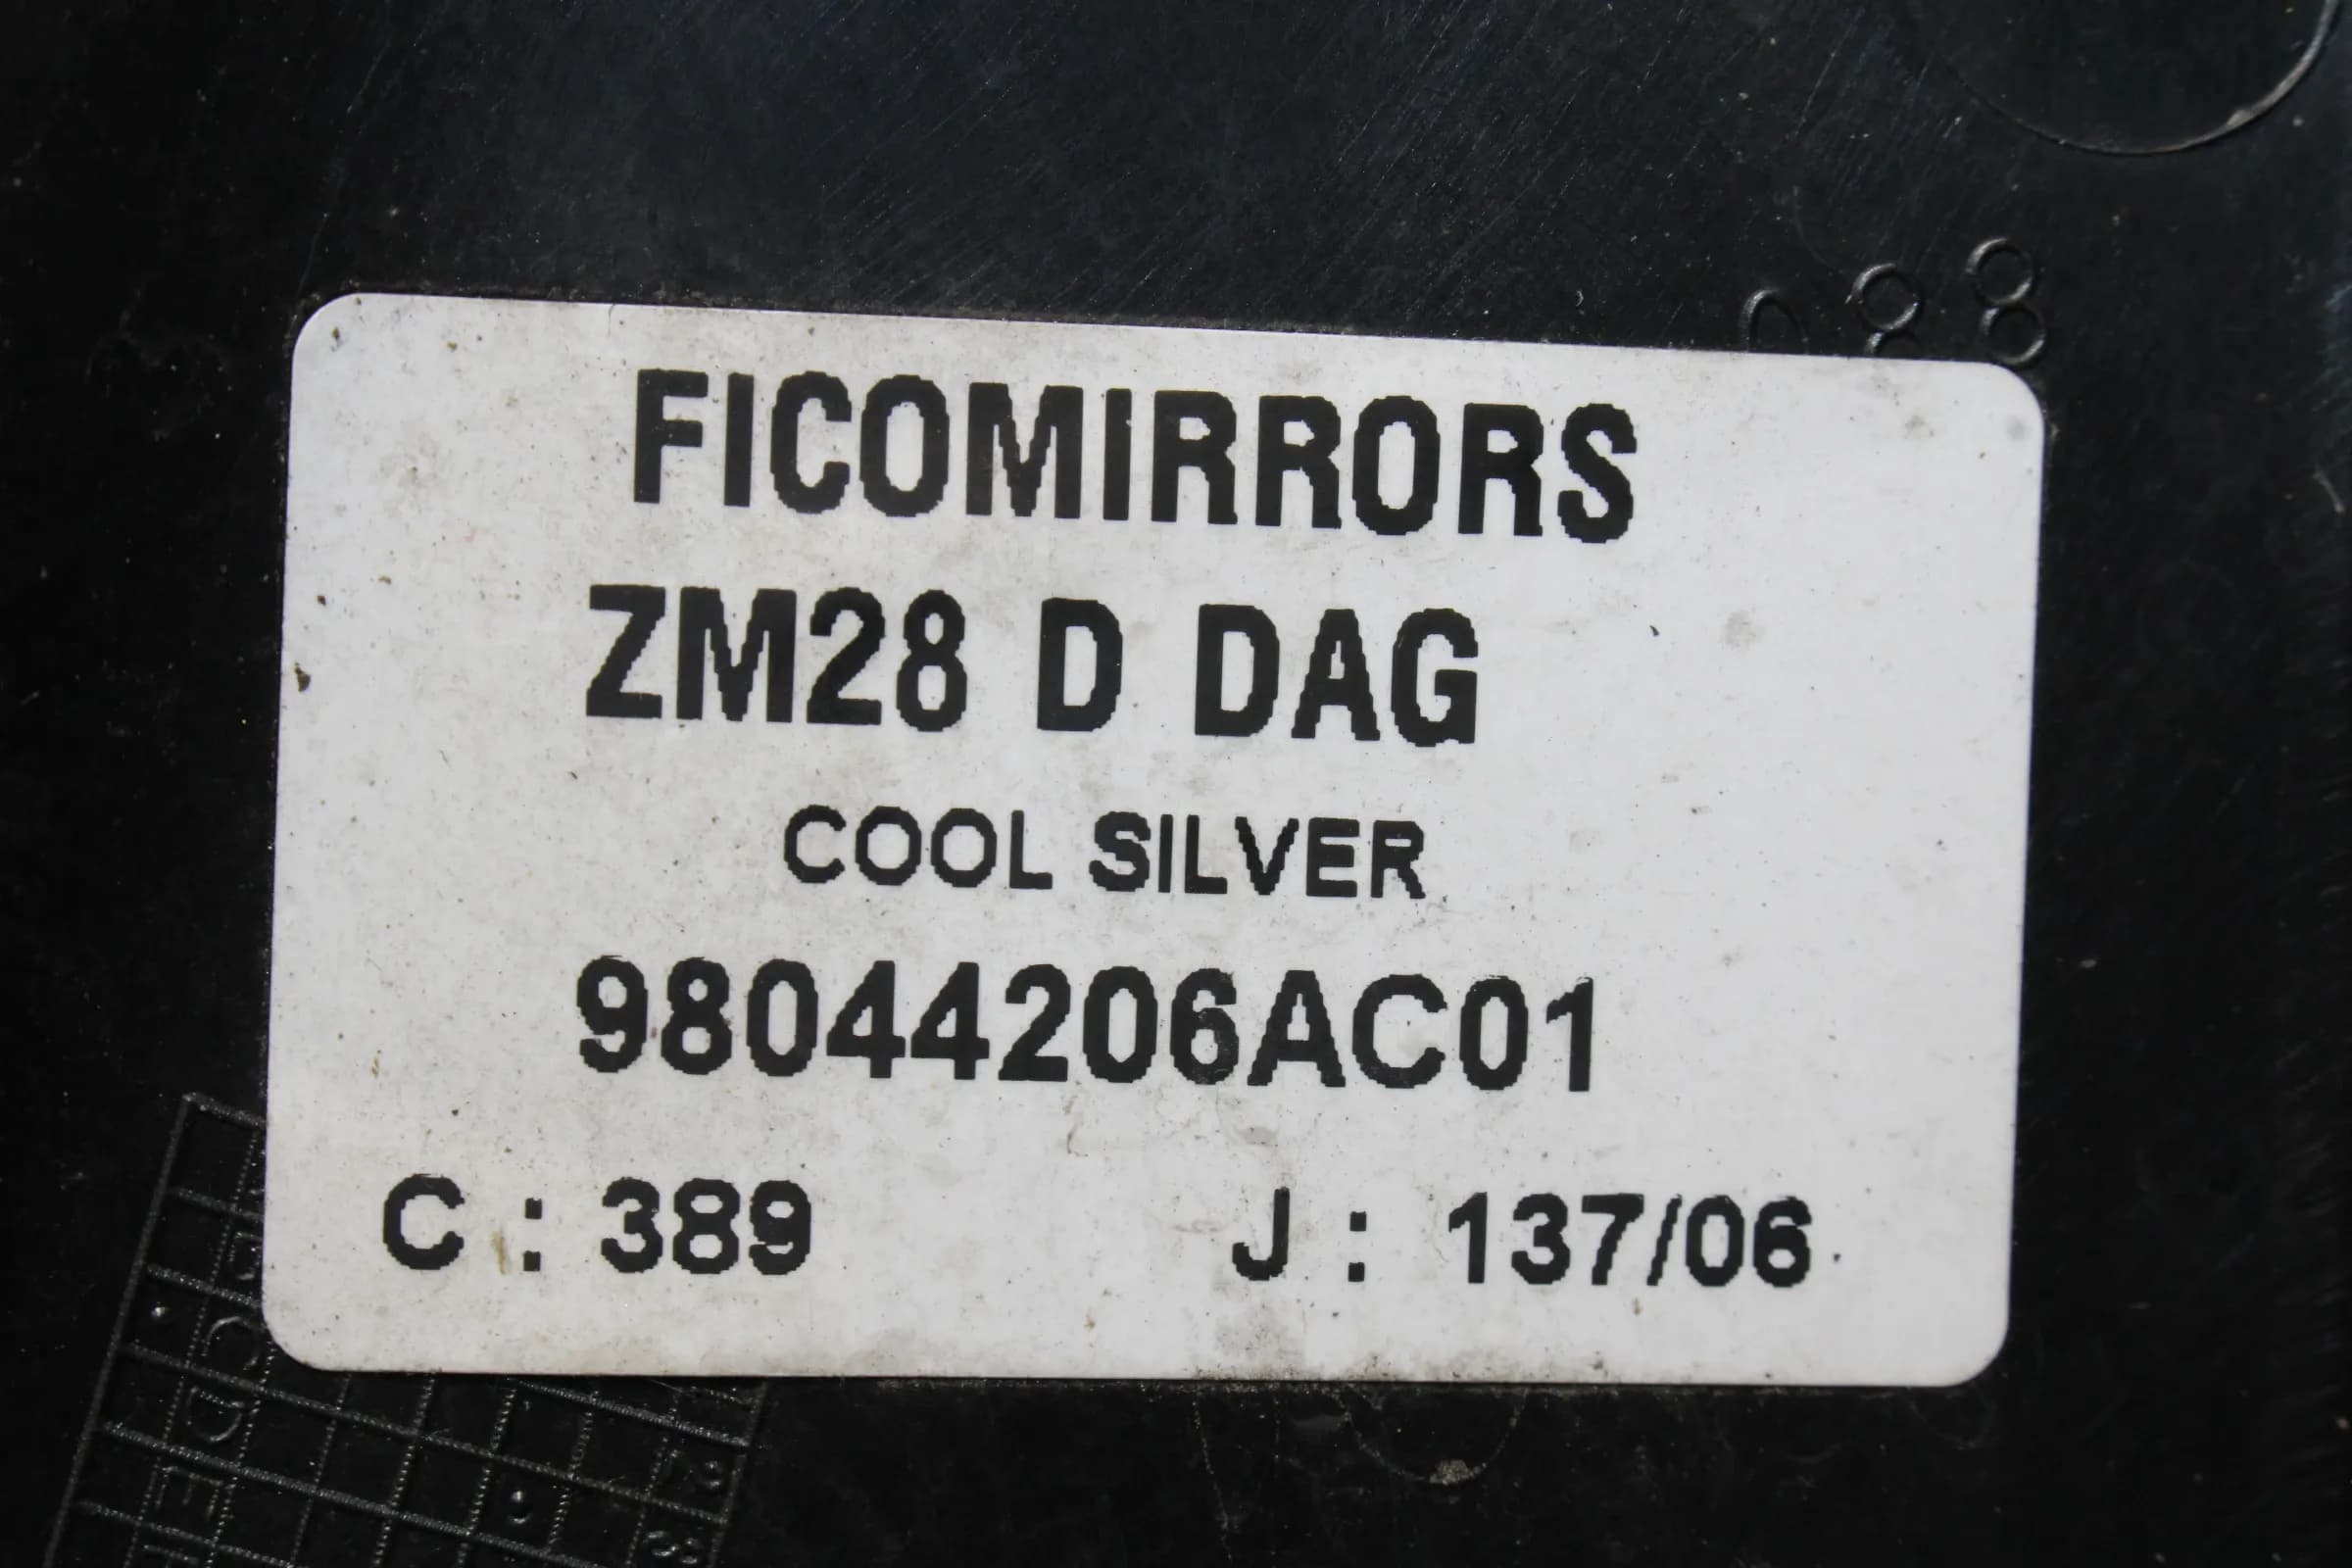 FICOMIRRORS
ZM28 D DAG
COOL SILVER
98044206AC01
C : 389 J : 137/06
C
D
E